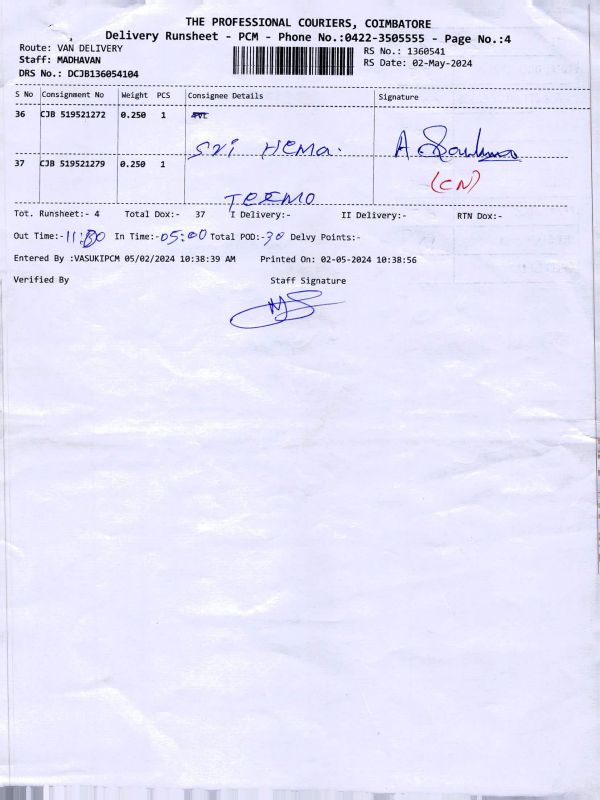 THE PROFESSIONAL COURIERS, COIMBATORE
Delivery Runsheet - PCM - Phone No.:0422-3505555 - Page No.:4
Route: VAN DELIVERY
RS No.: 1360541
Staff: MADHAVAN
RS Date: 02-May-2024
DRS No.: DCJB136054104
S No Consignment No Weight PCS Consignee Details Signature
36 CJB 519521272 0.250 1
Sri Hema. A
37 CJB 519521279 0.250 1 (CN)
TERMO
Tot. Runsheet:- 4 Total Dox:- 37 I Delivery:- II Delivery:- RTN Dox:-
Out Time:- In Time:-05:00 Total POD:-30 Delvy Points:-
Entered By :VASUKIPCM 05/02/2024 10:38:39 AM Printed On: 02-05-2024 10:38:56
Verified By Staff Signature